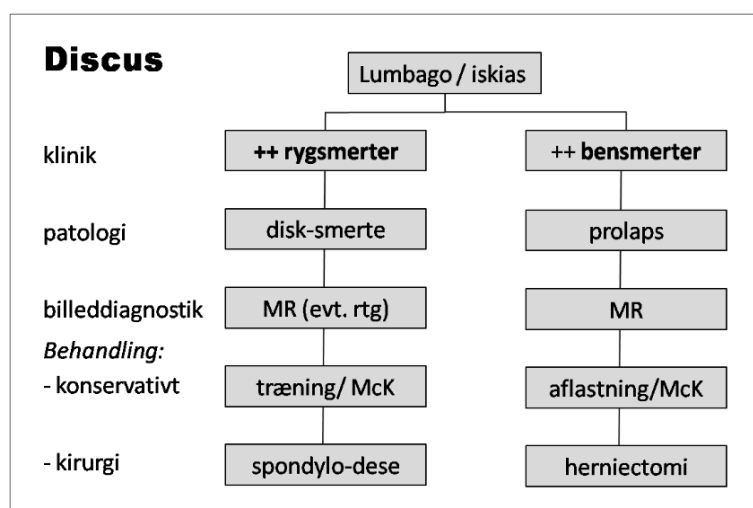 Discus
Lumbago / iskias
klinik
++ rygsmerter
++ bensmerter
patologi
disk-smerte
prolaps
billeddiagnostik
MR (evt. rtg)
MR
Behandling:
- konservativt
træning/ McK
aflastning/McK
- kirurgi
spondylo-dese
herniectomi